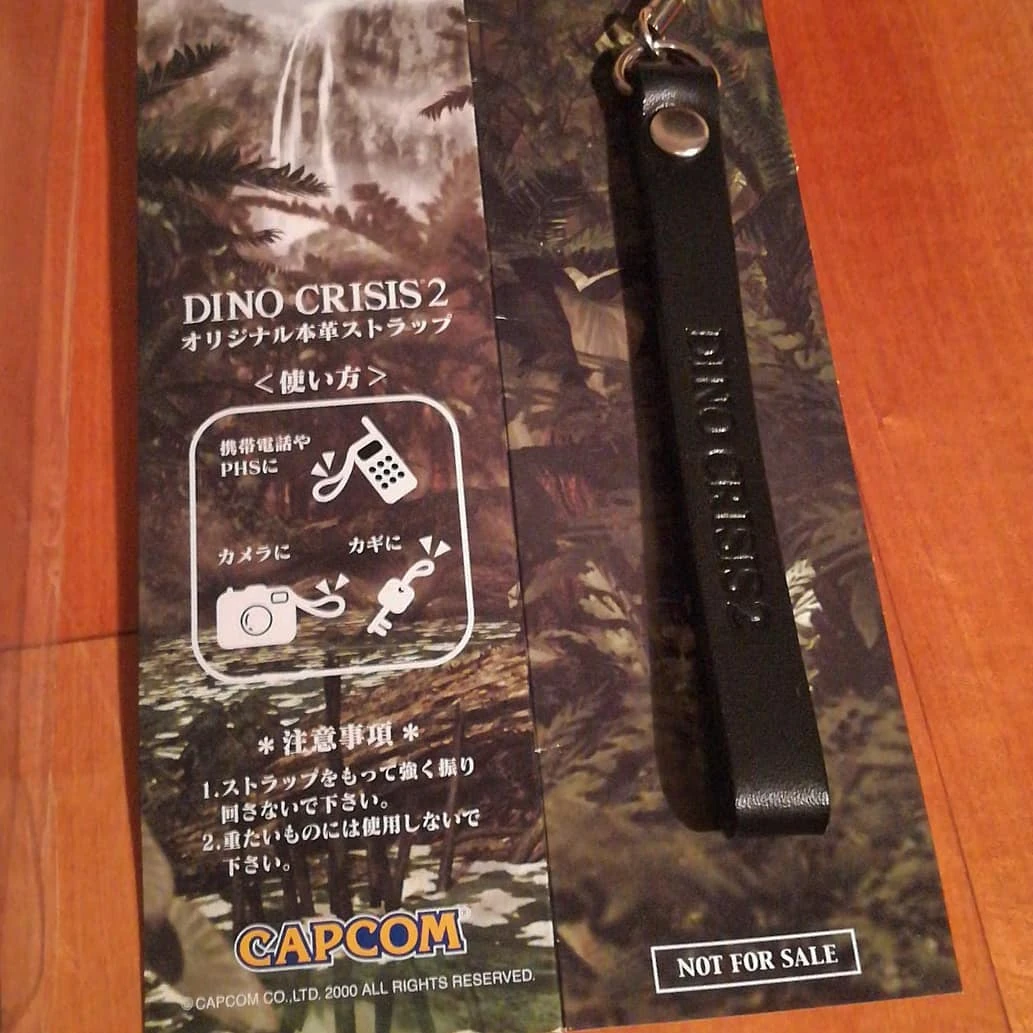 DINO CRISIS® 2
オリジナル本革ストラップ
＜使い方＞
携帯電話や
PHSに
カメラに
カギに
＊注意事項＊
1.ストラップをもって強く振り
回さないで下さい。
2.重たいものには使用しないで
下さい。
CAPCOM®
©CAPCOM CO.,LTD. 2000 ALL RIGHTS RESERVED.
DINO CRISIS 2
NOT FOR SALE